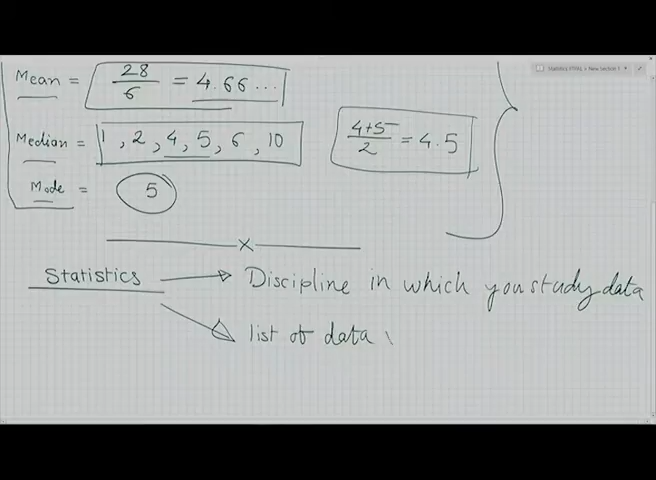 Mean = 28/6 = 4.66...
Median = 1, 2, 4, 5, 6, 10
4+5/2 = 4.5
Mode = 5
Statistics → Discipline in which you study data
→ list of data